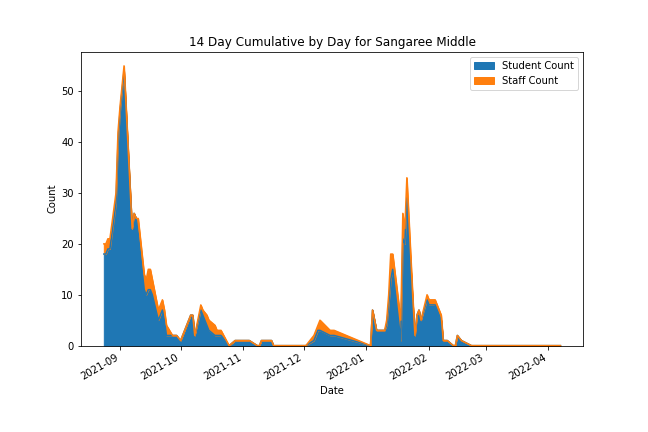 14 Day Cumulative by Day for Sangaree Middle
Student Count
Staff Count
50
40
30
20
10
0
Count
2021-09
2021-10
2021-11
2021-12
2022-01
2022-02
2022-03
2022-04
Date